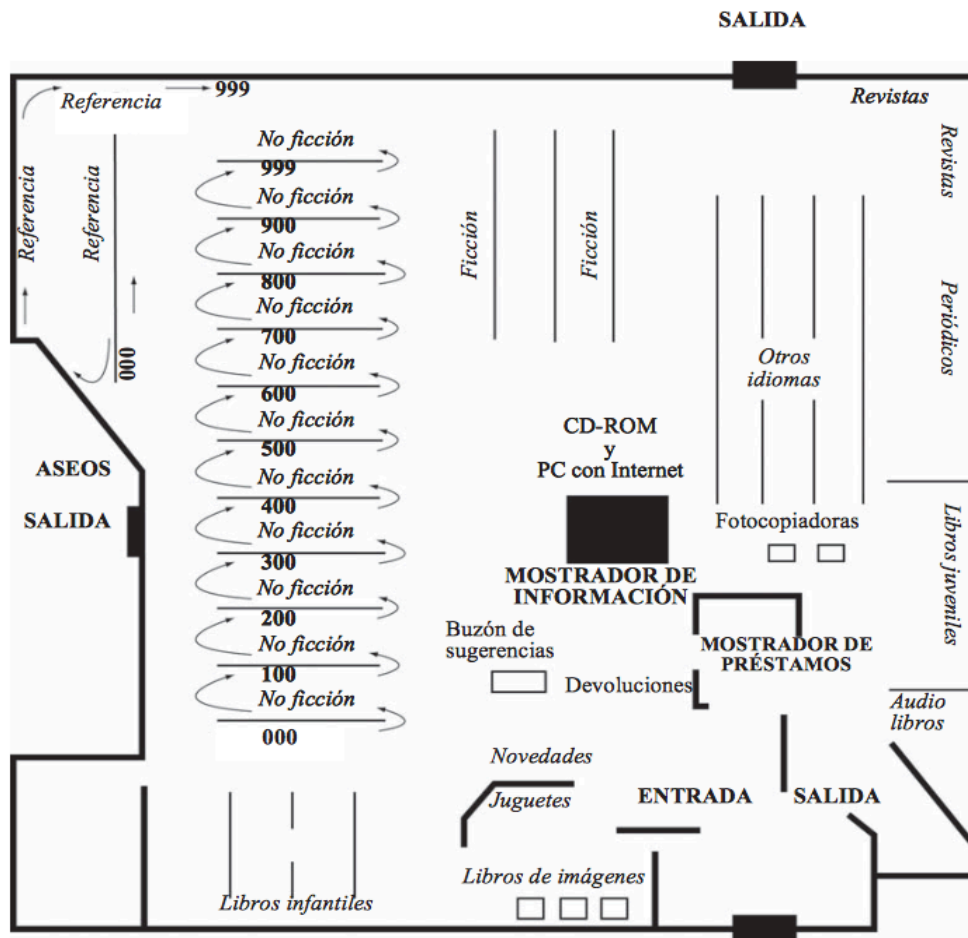 SALIDA
Referencia
999
Revistas
No ficción
999
No ficción
900
No ficción
800
No ficción
700
No ficción
600
No ficción
500
No ficción
400
No ficción
300
No ficción
200
No ficción
100
No ficción
000
Referencia
Referencia
000
ASEOS
SALIDA
Ficción
Ficción
Revistas
Periódicos
Otros
idiomas
CD-ROM
y
PC con Internet
Fotocopiadoras
Libros juveniles
MOSTRADOR DE
INFORMACIÓN
Buzón de
sugerencias
MOSTRADOR DE
PRÉSTAMOS
Devoluciones
Audio
libros
Novedades
Juguetes
ENTRADA
SALIDA
Libros de imágenes
Libros infantiles